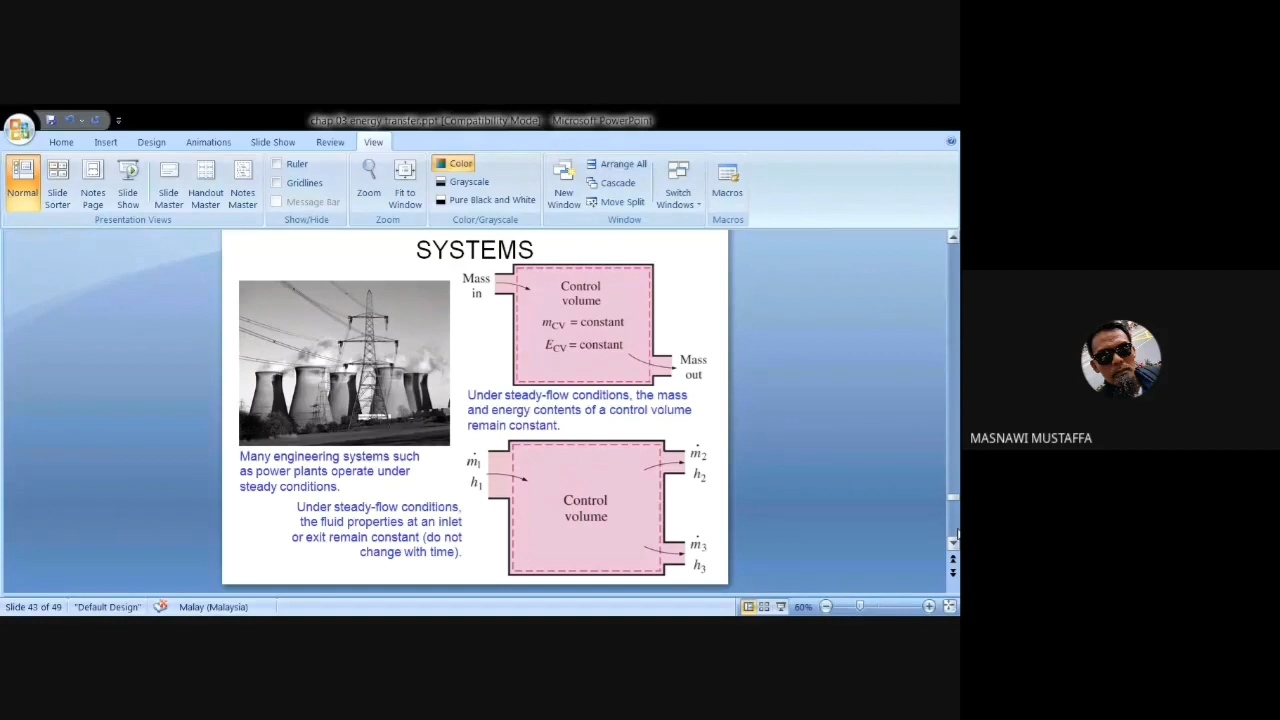 chap 03 energy transfer.ppt [Compatibility Mode] - Microsoft PowerPoint
Home Insert Design Animations Slide Show Review View
Normal
Slide Sorter
Notes Page
Slide Show
Slide Master
Handout Master
Notes Master
Presentation Views
Ruler
Gridlines
Message Bar
Show/Hide
Zoom
Fit to Window
Zoom
Color
Grayscale
Pure Black and White
Color/Grayscale
New Window
Arrange All
Cascade
Move Split
Switch Windows
Window
Macros
Macros
SYSTEMS
Mass
in
Control
volume
m_CV = constant
E_CV = constant
Mass
out
Under steady-flow conditions, the mass
and energy contents of a control volume
remain constant.
Many engineering systems such
as power plants operate under
steady conditions.
Under steady-flow conditions,
the fluid properties at an inlet
or exit remain constant (do not
change with time).
ṁ₁
h₁
Control
volume
ṁ₂
h₂
ṁ₃
h₃
Slide 43 of 49 "Default Design" Malay (Malaysia) 60%
MASNAWI MUSTAFFA